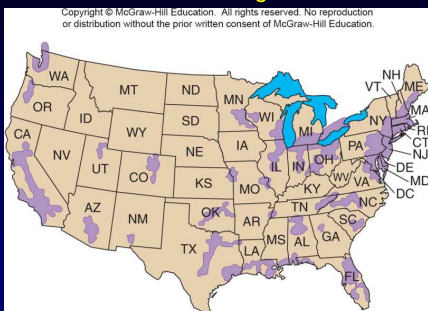 Copyright © McGraw-Hill Education. All rights reserved. No reproduction
or distribution without the prior written consent of McGraw-Hill Education.
WA
MT
ND
MN
OR
ID
WY
SD
WI
MI
NY
VT
NH
ME
MA
RI
CT
NJ
CA
NV
UT
CO
NE
IA
IL
IN
OH
PA
DE
MD
DC
KS
MO
KY
WV
VA
AZ
NM
OK
AR
TN
NC
SC
TX
LA
MS
AL
GA
FL